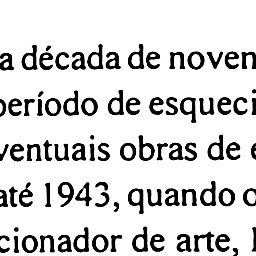 a década de noven
período de esqueci
ventuais obras de e
até 1943, quando o
cionador de arte,